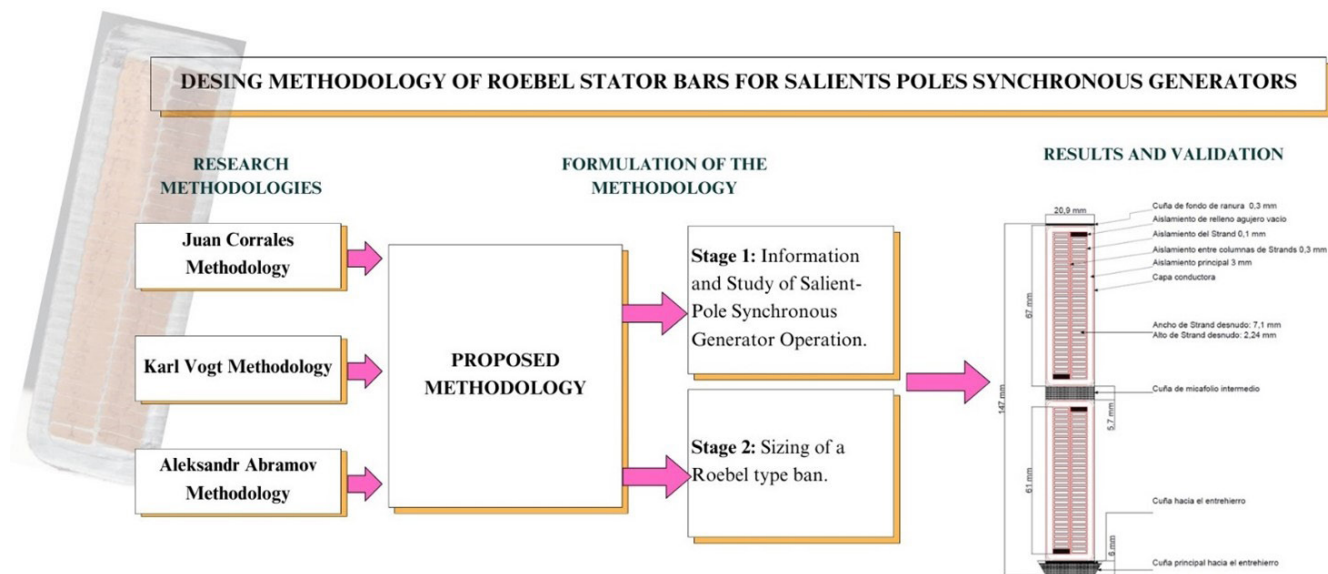 DESING METHODOLOGY OF ROEBEL STATOR BARS FOR SALIENTS POLES SYNCHRONOUS GENERATORS
RESEARCH
METHODOLOGIES
Juan Corrales
Methodology
Karl Vogt Methodology
Aleksandr Abramov
Methodology
FORMULATION OF THE
METHODOLOGY
PROPOSED
METHODOLOGY
Stage 1: Information
and Study of Salient-
Pole Synchronous
Generator Operation.
Stage 2: Sizing of a
Roebel type ban.
RESULTS AND VALIDATION
20,9 mm
Cuña de fondo de ranura 0,3 mm
Aislamiento de relleno agujero vacío
Aislamiento del Strand 0,1 mm
Aislamiento entre columnas de Strands 0,3 mm
Aislamiento principal 3 mm
Capa conductora
67 mm
Ancho de Strand desnudo: 7,1 mm
Alto de Strand desnudo: 2,24 mm
147 mm
Cuña de micafolio intermedio
5,7 mm
61 mm
Cuña hacia el entrehierro
6 mm
Cuña principal hacia el entrehierro